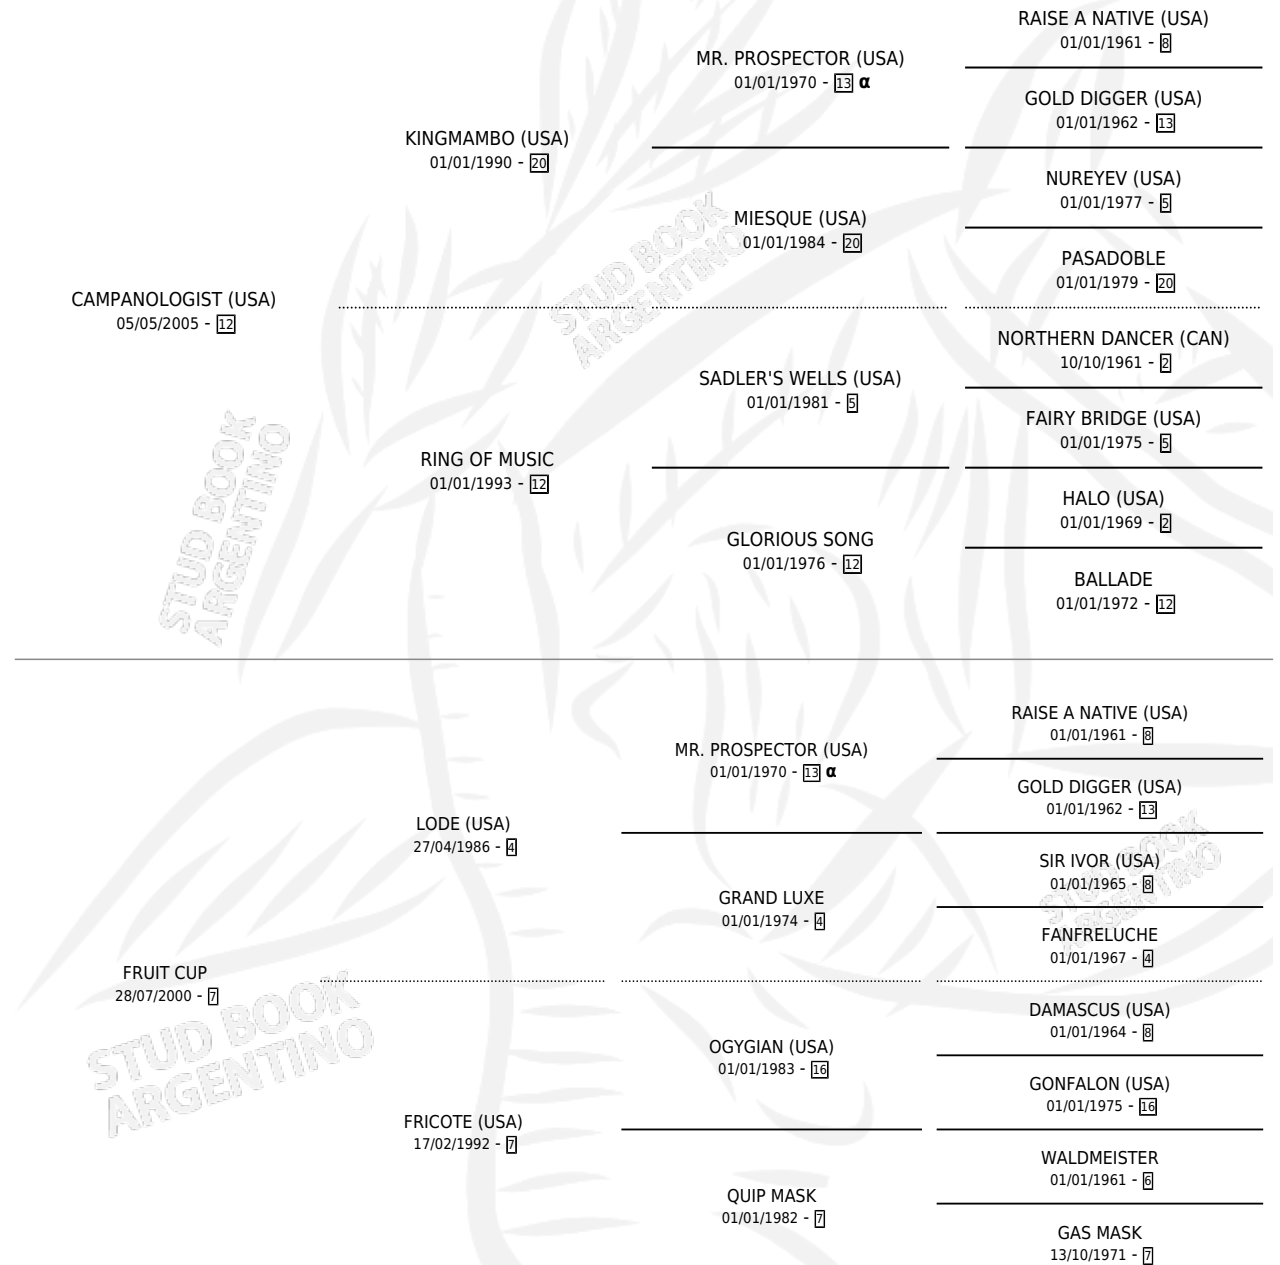 RAISE A NATIVE (USA)
01/01/1961 - 8
MR. PROSPECTOR (USA)
01/01/1970 - 13 α
GOLD DIGGER (USA)
01/01/1962 - 13
KINGMAMBO (USA)
01/01/1990 - 20
NUREYEV (USA)
01/01/1977 - 5
MIESQUE (USA)
01/01/1984 - 20
PASADOBLE
01/01/1979 - 20
CAMPANOLOGIST (USA)
05/05/2005 - 12
NORTHERN DANCER (CAN)
10/10/1961 - 2
SADLER'S WELLS (USA)
01/01/1981 - 5
FAIRY BRIDGE (USA)
01/01/1975 - 5
RING OF MUSIC
01/01/1993 - 12
HALO (USA)
01/01/1969 - 2
GLORIOUS SONG
01/01/1976 - 12
BALLADE
01/01/1972 - 12
STUD BOOK
ARGENTINO
STUD BOOK
ARGENTINO
RAISE A NATIVE (USA)
01/01/1961 - 8
MR. PROSPECTOR (USA)
01/01/1970 - 13 α
GOLD DIGGER (USA)
01/01/1962 - 13
LODE (USA)
27/04/1986 - 4
SIR IVOR (USA)
01/01/1965 - 8
GRAND LUXE
01/01/1974 - 4
FANFRELUCHE
01/01/1967 - 4
FRUIT CUP
28/07/2000 - 7
DAMASCUS (USA)
01/01/1964 - 8
OGYGIAN (USA)
01/01/1983 - 16
GONFALON (USA)
01/01/1975 - 16
FRICOTE (USA)
17/02/1992 - 7
WALDMEISTER
01/01/1961 - 6
QUIP MASK
01/01/1982 - 7
GAS MASK
13/10/1971 - 7
STUD BOOK
ARGENTINO
STUD BOOK
ARGENTINO